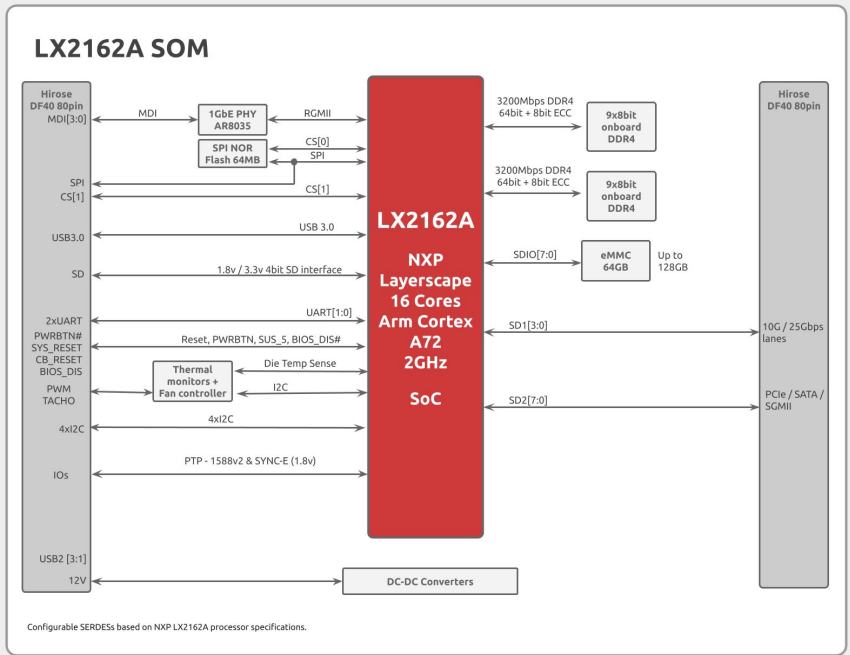 LX2162A SOM
Hirose
DF40 80pin
MDI[3:0]
SPI
CS[1]
USB3.0
SD
2xUART
PWRBTN#
SYS_RESET
CB_RESET
BIOS_DIS
PWM
TACHO
4xI2C
IOs
USB2 [3:1]
12V
MDI
1GbE PHY
AR8035
RGMII
SPI NOR
Flash 64MB
CS[0]
SPI
CS[1]
USB 3.0
1.8v / 3.3v 4bit SD interface
UART[1:0]
Reset, PWRBTN, SUS_5, BIOS_DIS#
Thermal
monitors +
Fan controller
Die Temp Sense
I2C
4xI2C
PTP - 1588v2 & SYNC-E (1.8v)
DC-DC Converters
LX2162A
NXP
Layerscape
16 Cores
Arm Cortex
A72
2GHz
SoC
3200Mbps DDR4
64bit + 8bit ECC
9x8bit
onboard
DDR4
3200Mbps DDR4
64bit + 8bit ECC
9x8bit
onboard
DDR4
SDIO[7:0]
eMMC
64GB
Up to
128GB
SD1[3:0]
SD2[7:0]
Hirose
DF40 80pin
10G / 25Gbps
lanes
PCIe / SATA /
SGMII
Configurable SERDESs based on NXP LX2162A processor specifications.